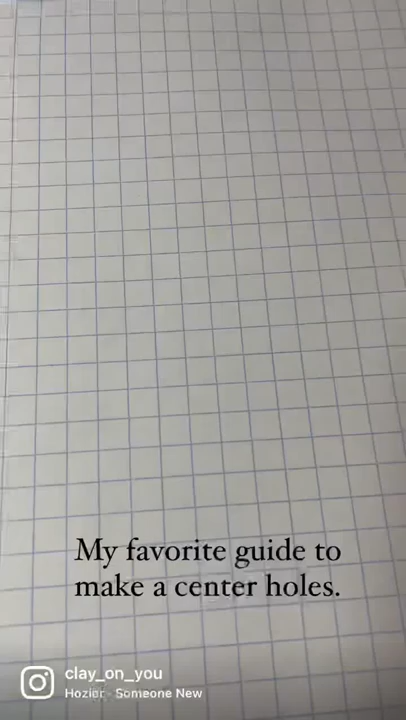 My favorite guide to
make a center holes.
clay_on_you
Hozier · Someone New